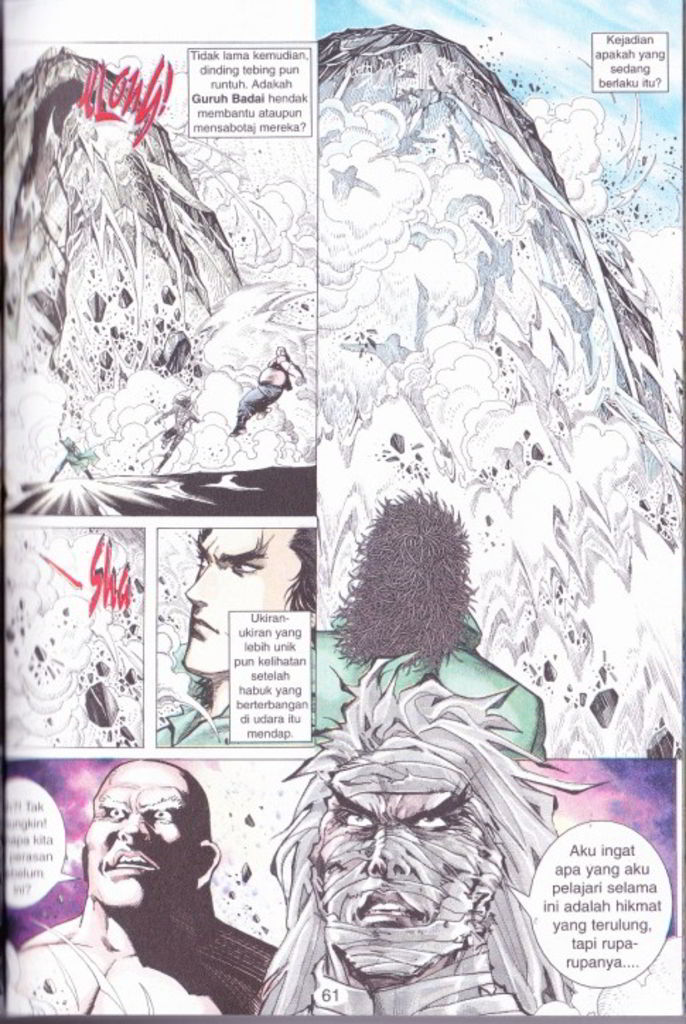 Tidak lama kemudian,
dinding tebing pun
runtuh. Adakah
Guruh Badai hendak
membantu ataupun
mensabotaj mereka?
ULONG!
Kejadian
apakah yang
sedang
berlaku itu?
SHU
Ukiran-
ukiran yang
lebih unik
pun kelihatan
setelah
habuk yang
berterbangan
di udara itu
mendap.
Tak
kita
Aku ingat
apa yang aku
pelajari selama
ini adalah hikmat
yang terulung,
tapi rupa-
rupanya....
61